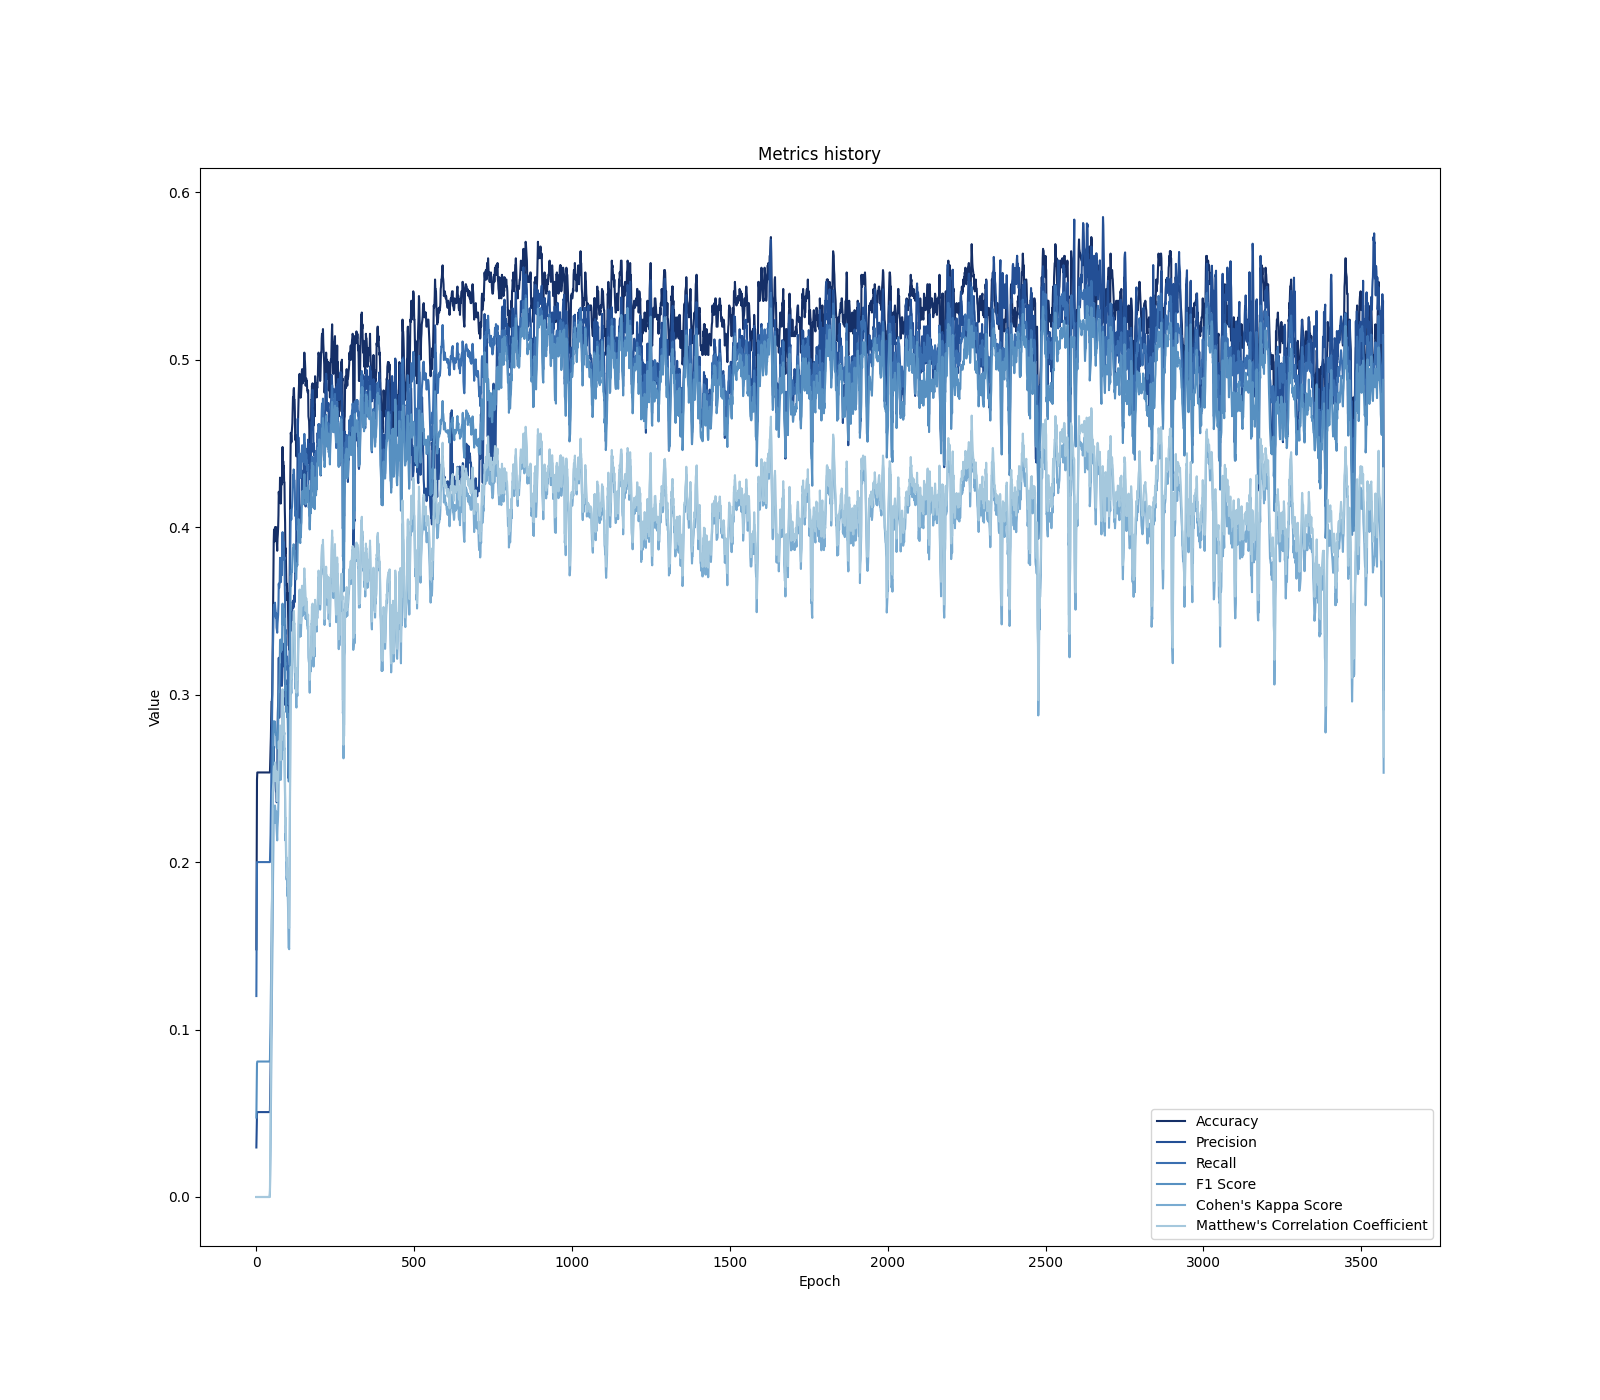 Metrics history
0.6
0.5
0.4
0.3
0.2
0.1
0.0
Value
0 500 1000 1500 2000 2500 3000 3500
Epoch
Accuracy
Precision
Recall
F1 Score
Cohen's Kappa Score
Matthew's Correlation Coefficient